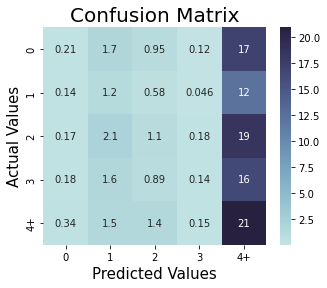 Confusion Matrix
Actual Values
0 0.21 1.7 0.95 0.12 17
1 0.14 1.2 0.58 0.046 12
2 0.17 2.1 1.1 0.18 19
3 0.18 1.6 0.89 0.14 16
4+ 0.34 1.5 1.4 0.15 21
0 1 2 3 4+
Predicted Values
20.0
17.5
15.0
12.5
10.0
7.5
5.0
2.5